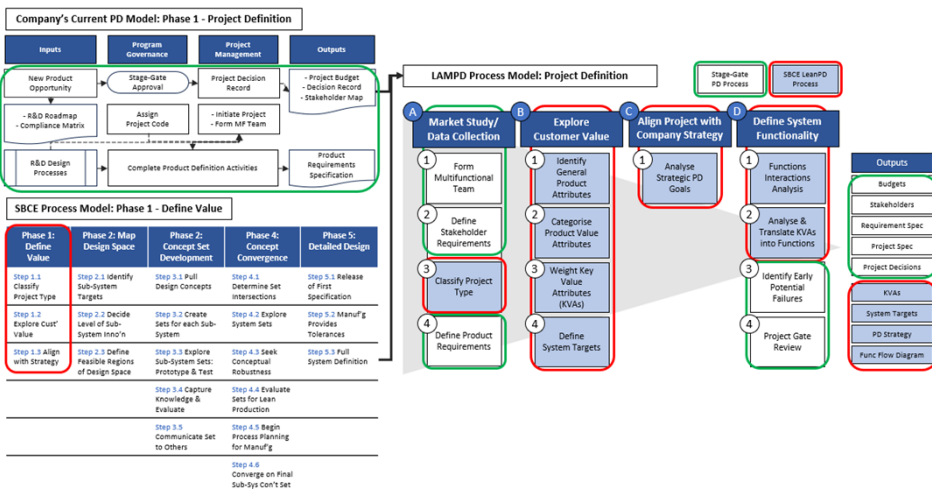 Company's Current PD Model: Phase 1 - Project Definition
Inputs
Program
Governance
Project
Management
Outputs
New Product
Opportunity
Stage-Gate
Approval
Project Decision
Record
- Project Budget
- Decision Record
- Stakeholder Map
- R&D Roadmap
- Compliance Matrix
Assign
Project Code
- Initiate Project
- Form MF Team
R&D Design
Processes
Complete Product Definition Activities
Product
Requirements
Specification
SBCE Process Model: Phase 1 - Define Value
Phase 1:
Define
Value
Phase 2: Map
Design Space
Phase 2:
Concept Set
Development
Phase 4:
Concept
Convergence
Phase 5:
Detailed Design
Step 1.1
Classify
Project Type
Step 2.1 Identify
Sub-System
Targets
Step 3.1 Pull
Design Concepts
Step 4.1
Determine Set
Intersections
Step 5.1 Release
of First
Specification
Step 1.2
Explore Cust'
Value
Step 2.2 Decide
Level of Sub-
System Inno'n
Step 3.2 Create
Sets for each Sub-
System
Step 4.2 Explore
System Sets
Step 5.2 Manuf'g
Provides
Tolerances
Step 1.3 Align
with Strategy
Step 2.3 Define
Feasible Regions
of Design Space
Step 3.3 Explore
Sub-System Sets:
Prototype & Test
Step 4.3 Seek
Conceptual
Robustness
Step 5.3 Full
System Definition
Step 3.4 Capture
Knowledge &
Evaluate
Step 4.4 Evaluate
Sets for Lean
Production
Step 3.5
Communicate Set
to Others
Step 4.5 Begin
Process Planning
for Manuf'g
Step 4.6
Converge on Final
Sub-Sys Con't Set
LAMPD Process Model: Project Definition
Stage-Gate
PD Process
SBCE LeanPD
Process
A
Market Study/
Data Collection
1
Form
Multifunctional
Team
2
Define
Stakeholder
Requirements
3
Classify Project
Type
4
Define Product
Requirements
B
Explore
Customer Value
1
Identify
General
Product
Attributes
2
Categorise
Product Value
Attributes
3
Weight Key
Value
Attributes
(KVAs)
4
Define
System Targets
C
Align Project with
Company Strategy
1
Analyse
Strategic PD
Goals
D
Define System
Functionality
1
Functions
Interactions
Analysis
2
Analyse &
Translate KVAs
into Functions
3
Identify Early
Potential
Failures
4
Project Gate
Review
Outputs
Budgets
Stakeholders
Requirement Spec
Project Spec
Project Decisions
KVAs
System Targets
PD Strategy
Func Flow Diagram